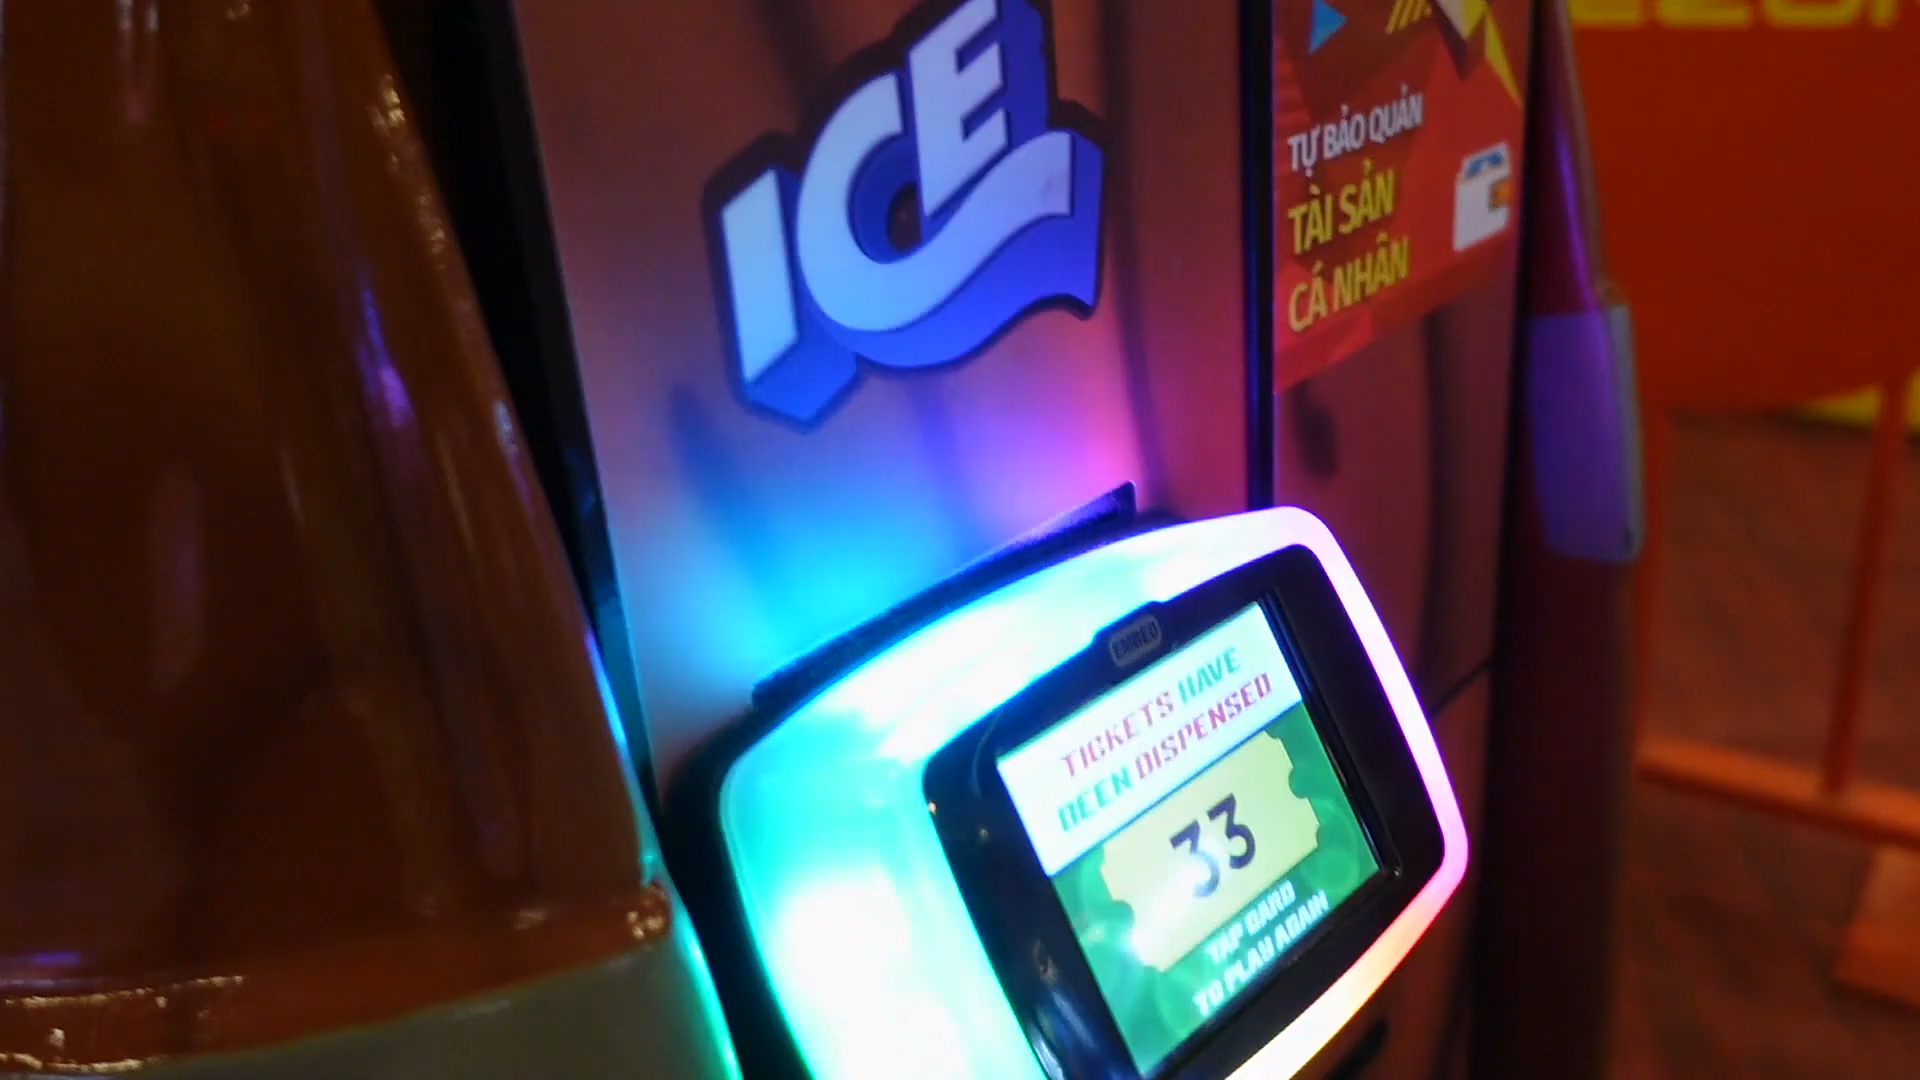 ICE
TỰ BẢO QUẢN
TÀI SẢN
CÁ NHÂN
EMBED
TICKETS HAVE
BEEN DISPENSED
33
TAP CARD
TO PLAY AGAIN